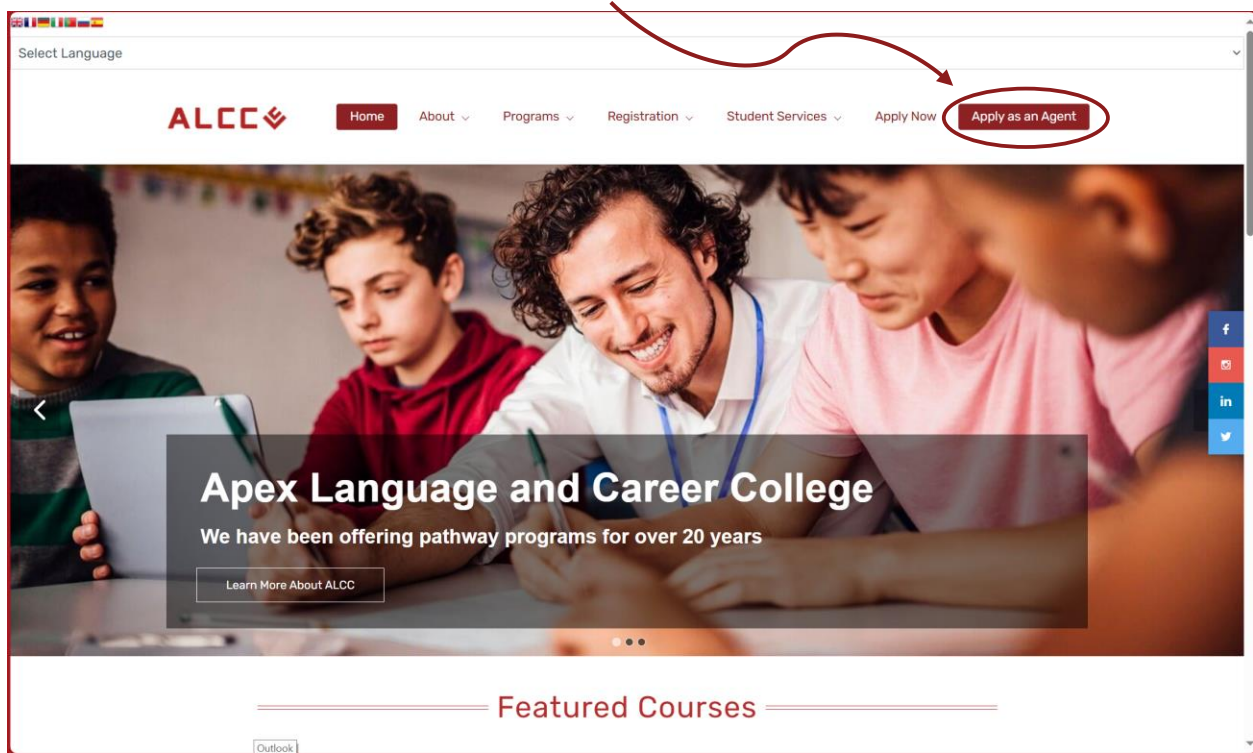 Select Language
ALCC Home About Programs Registration Student Services Apply Now Apply as an Agent
f
in
Apex Language and Career College
We have been offering pathway programs for over 20 years
Learn More About ALCC
Featured Courses
Outlook